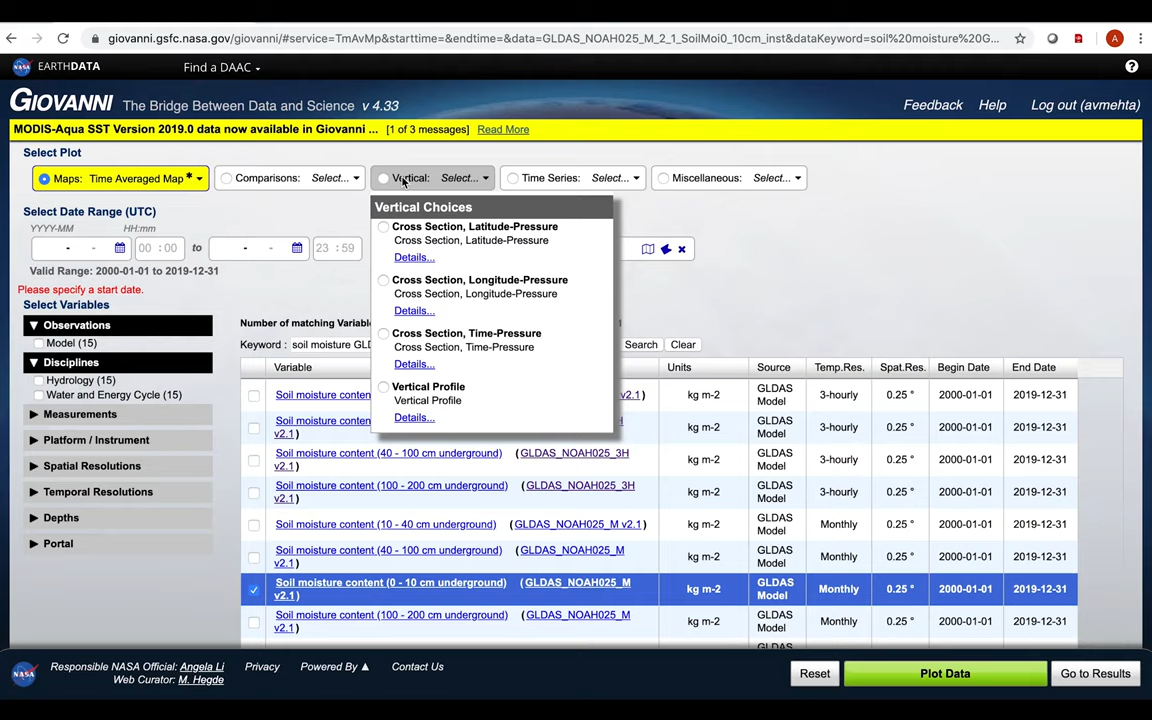 giovanni.gsfc.nasa.gov/giovanni/#service=TmAvMp&starttime=&endtime=&data=GLDAS_NOAH025_M_2_1_SoilMoi0_10cm_inst&dataKeyword=soil%20moisture%20G...
A
NASA EARTHDATA Find a DAAC ?
GIOVANNI The Bridge Between Data and Science v 4.33 Feedback Help Log out (avmehta)
MODIS-Aqua SST Version 2019.0 data now available in Giovanni ... [1 of 3 messages] Read More
Select Plot
Maps: Time Averaged Map * Comparisons: Select... Vertical: Select... Time Series: Select... Miscellaneous: Select...
Select Date Range (UTC)
YYYY-MM HH:mm
- - 00 : 00 to - - 23 : 59
Valid Range: 2000-01-01 to 2019-12-31
Please specify a start date.
Vertical Choices
Cross Section, Latitude-Pressure
Cross Section, Latitude-Pressure
Details...
Cross Section, Longitude-Pressure
Cross Section, Longitude-Pressure
Details...
Cross Section, Time-Pressure
Cross Section, Time-Pressure
Details...
Vertical Profile
Vertical Profile
Details...
Select Variables
Observations
Model (15)
Disciplines
Hydrology (15)
Water and Energy Cycle (15)
Measurements
Platform / Instrument
Spatial Resolutions
Temporal Resolutions
Depths
Portal
Number of matching Variable 1
Keyword : soil moisture GLD Search Clear
Variable Units Source Temp.Res. Spat.Res. Begin Date End Date
Soil moisture conten v2.1) kg m-2 GLDAS Model 3-hourly 0.25 ° 2000-01-01 2019-12-31
Soil moisture conten H v2.1) kg m-2 GLDAS Model 3-hourly 0.25 ° 2000-01-01 2019-12-31
Soil moisture content (40 - 100 cm underground) (GLDAS_NOAH025_3H v2.1) kg m-2 GLDAS Model 3-hourly 0.25 ° 2000-01-01 2019-12-31
Soil moisture content (100 - 200 cm underground) (GLDAS_NOAH025_3H v2.1) kg m-2 GLDAS Model 3-hourly 0.25 ° 2000-01-01 2019-12-31
Soil moisture content (10 - 40 cm underground) (GLDAS_NOAH025_M v2.1) kg m-2 GLDAS Model Monthly 0.25 ° 2000-01-01 2019-12-31
Soil moisture content (40 - 100 cm underground) (GLDAS_NOAH025_M v2.1) kg m-2 GLDAS Model Monthly 0.25 ° 2000-01-01 2019-12-31
Soil moisture content (0 - 10 cm underground) (GLDAS_NOAH025_M v2.1) kg m-2 GLDAS Model Monthly 0.25 ° 2000-01-01 2019-12-31
Soil moisture content (100 - 200 cm underground) (GLDAS_NOAH025_M v2.1) kg m-2 GLDAS Model Monthly 0.25 ° 2000-01-01 2019-12-31
GLDAS
Responsible NASA Official: Angela Li Privacy Powered By Contact Us
Web Curator: M. Hegde
Reset Plot Data Go to Results